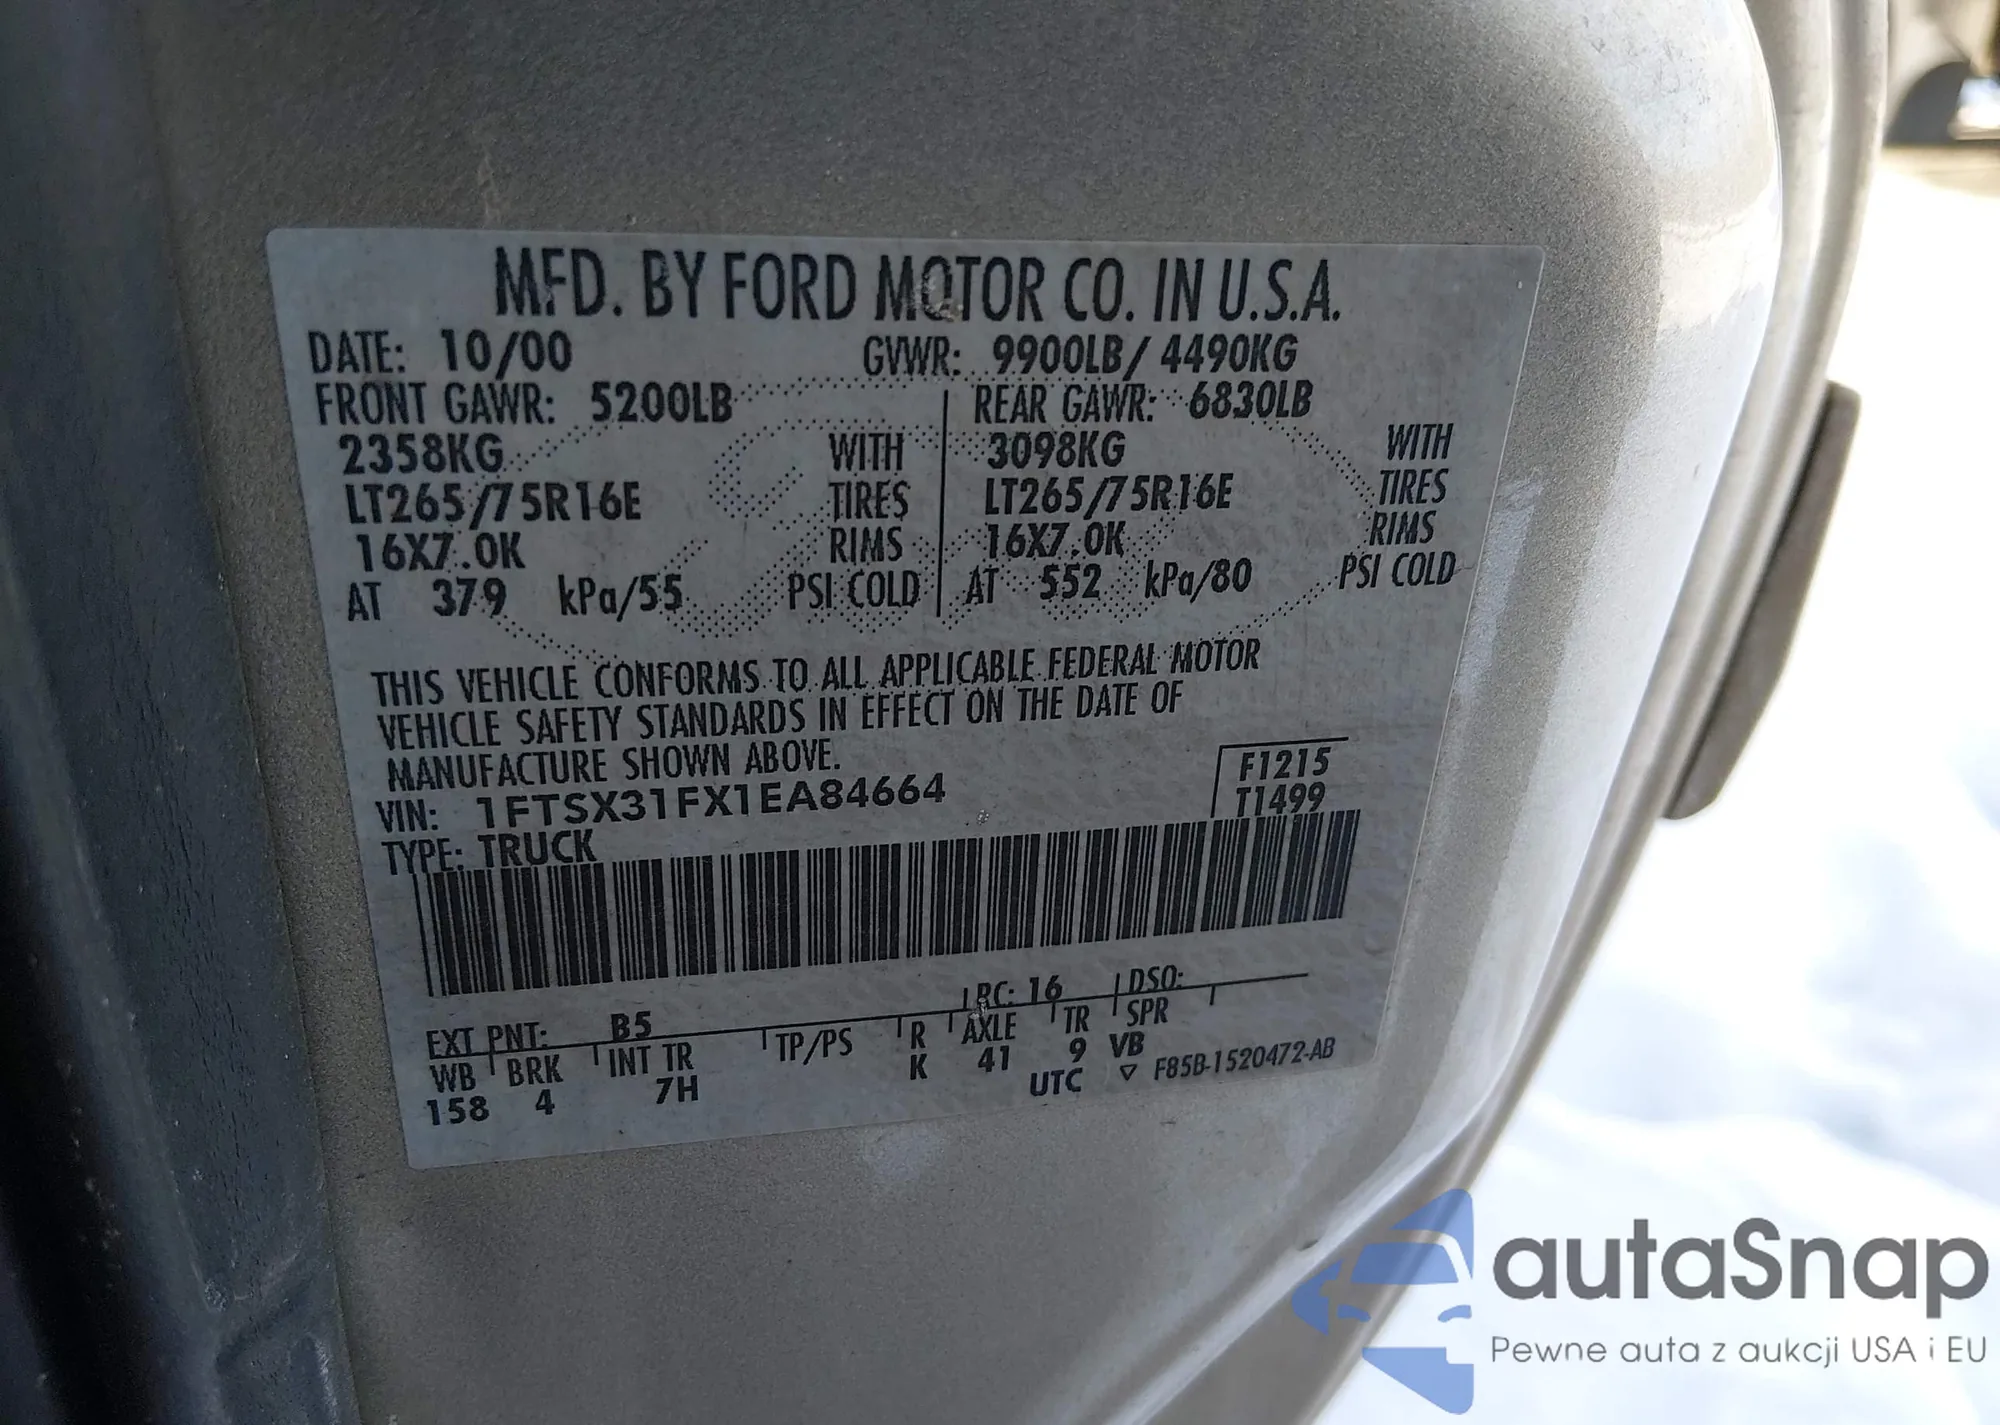 MFD. BY FORD MOTOR CO. IN U.S.A.
DATE: 10/00 GVWR: 9900LB/ 4490KG
FRONT GAWR: 5200LB REAR GAWR: 6830LB
2358KG WITH 3098KG WITH
LT265/75R16E TIRES LT265/75R16E TIRES
16X7.0K RIMS 16X7.0K RIMS
AT 379 kPa/55 PSI COLD AT 552 kPa/80 PSI COLD
THIS VEHICLE CONFORMS TO ALL APPLICABLE FEDERAL MOTOR
VEHICLE SAFETY STANDARDS IN EFFECT ON THE DATE OF
MANUFACTURE SHOWN ABOVE.
VIN: 1FTSX31FX1EA84664
F1215
T1499
TYPE: TRUCK
EXT PNT: B5 RC: 16 DSO:
WB BRK INT TR TP/PS R AXLE TR SPR
158 4 7H K 41 9 VB
UTC ▽ F85B-1520472-AB
autaSnap
Pewne auta z aukcji USA i EU